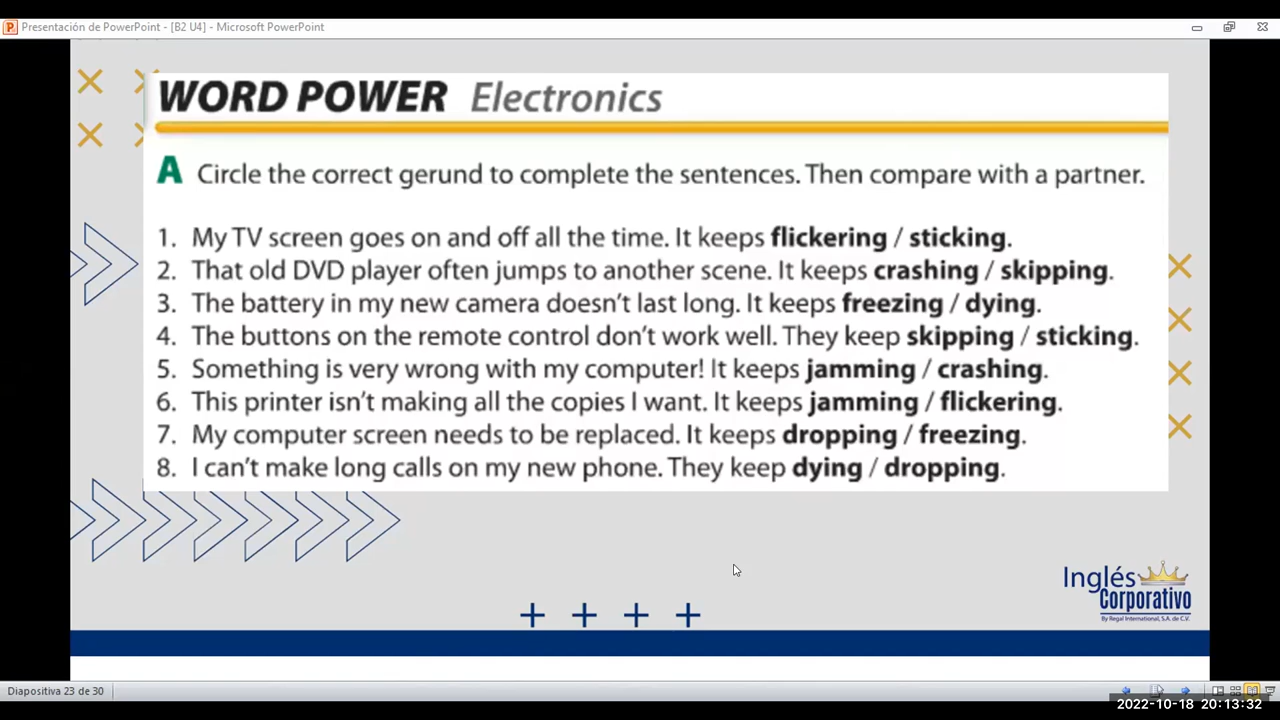 Presentación de PowerPoint - [B2 U4] - Microsoft PowerPoint
WORD POWER Electronics
A Circle the correct gerund to complete the sentences. Then compare with a partner.
1. My TV screen goes on and off all the time. It keeps flickering / sticking.
2. That old DVD player often jumps to another scene. It keeps crashing / skipping.
3. The battery in my new camera doesn't last long. It keeps freezing / dying.
4. The buttons on the remote control don't work well. They keep skipping / sticking.
5. Something is very wrong with my computer! It keeps jamming / crashing.
6. This printer isn't making all the copies I want. It keeps jamming / flickering.
7. My computer screen needs to be replaced. It keeps dropping / freezing.
8. I can't make long calls on my new phone. They keep dying / dropping.
Inglés
Corporativo
By Regal International, S.A. de C.V.
Diapositiva 23 de 30
2022-10-18 20:13:32